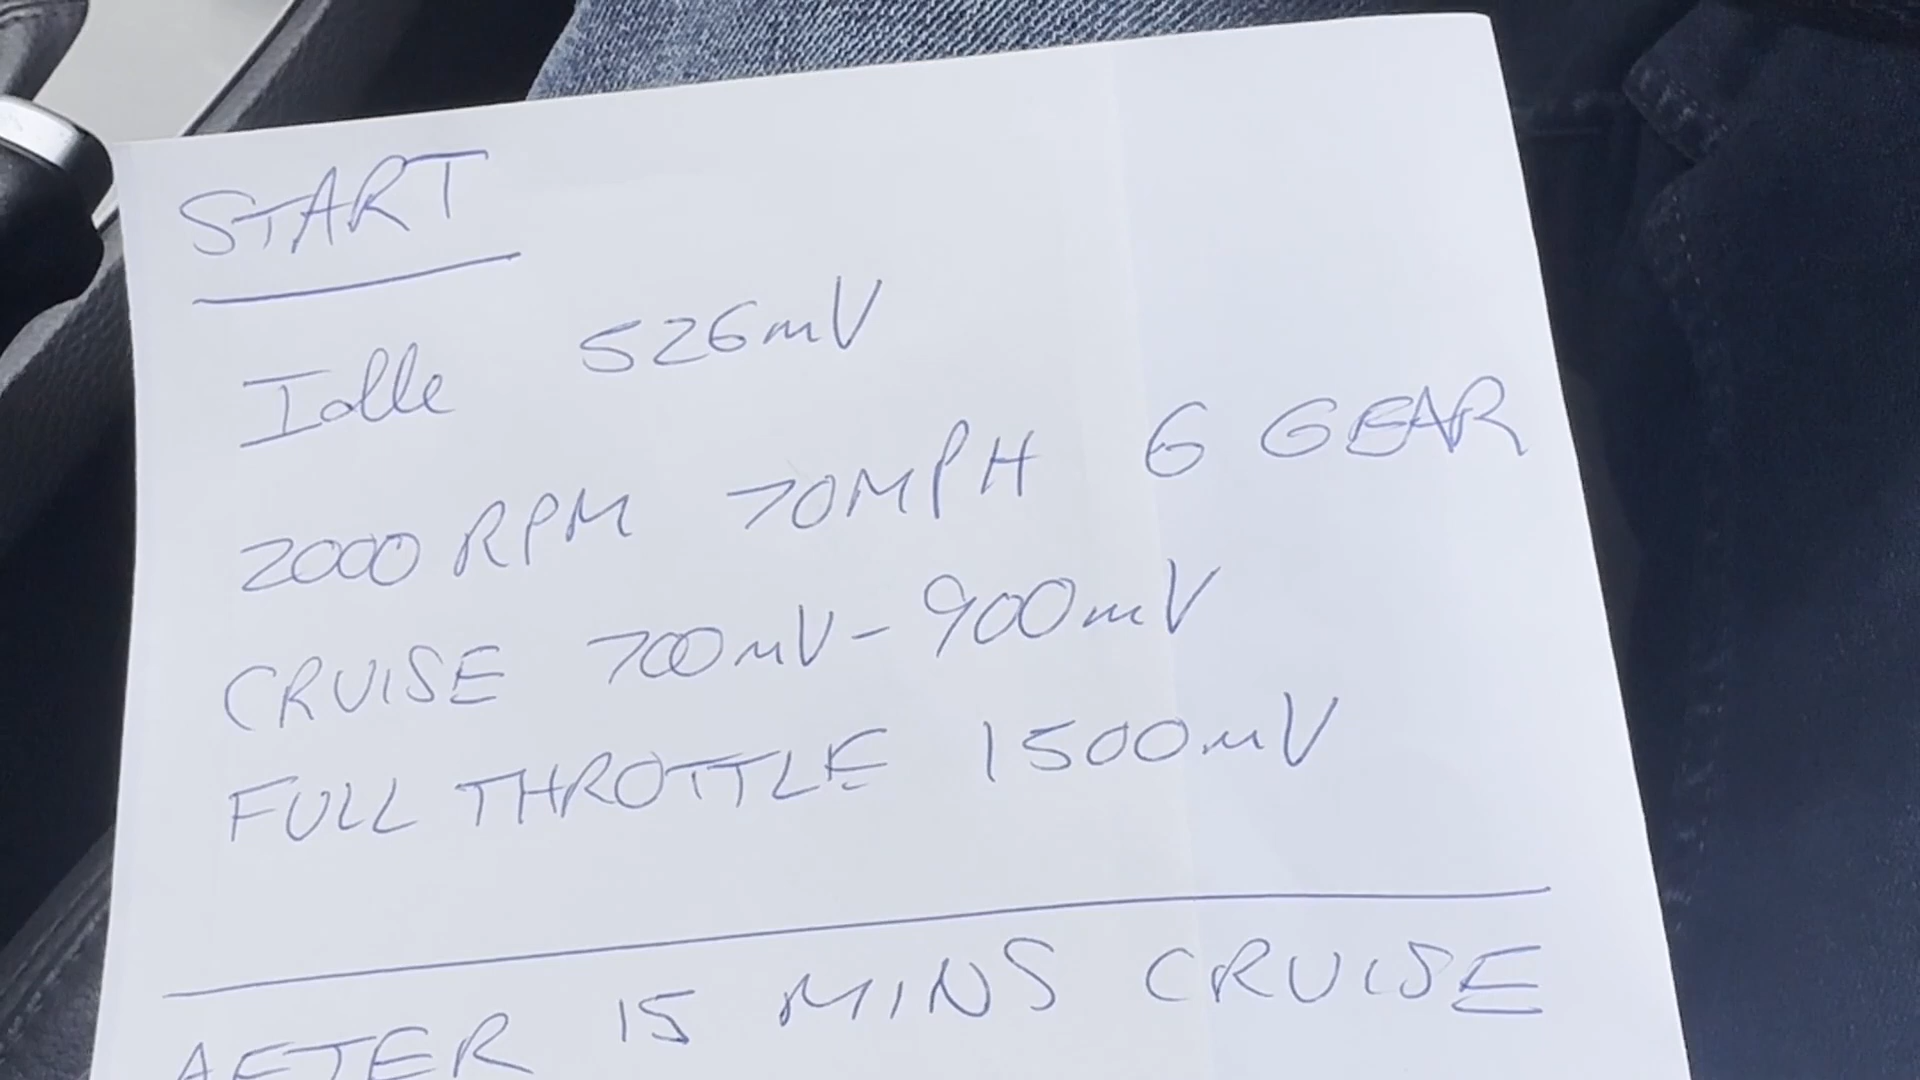 START
Idle 526mV
2000 RPM 70MPH 6 GEAR
CRUISE 700mV - 900mV
FULL THROTTLE 1500mV
AFTER 15 MINS CRUISE